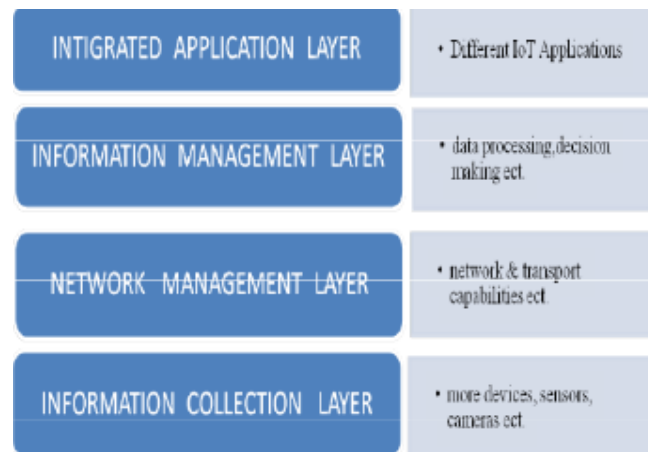 INTIGRATED APPLICATION LAYER
• Different IoT Applications
INFORMATION MANAGEMENT LAYER
• data processing,decision
making ect.
NETWORK MANAGEMENT LAYER
• network & transport
capabilities ect.
INFORMATION COLLECTION LAYER
• more devices, sensors,
cameras ect.